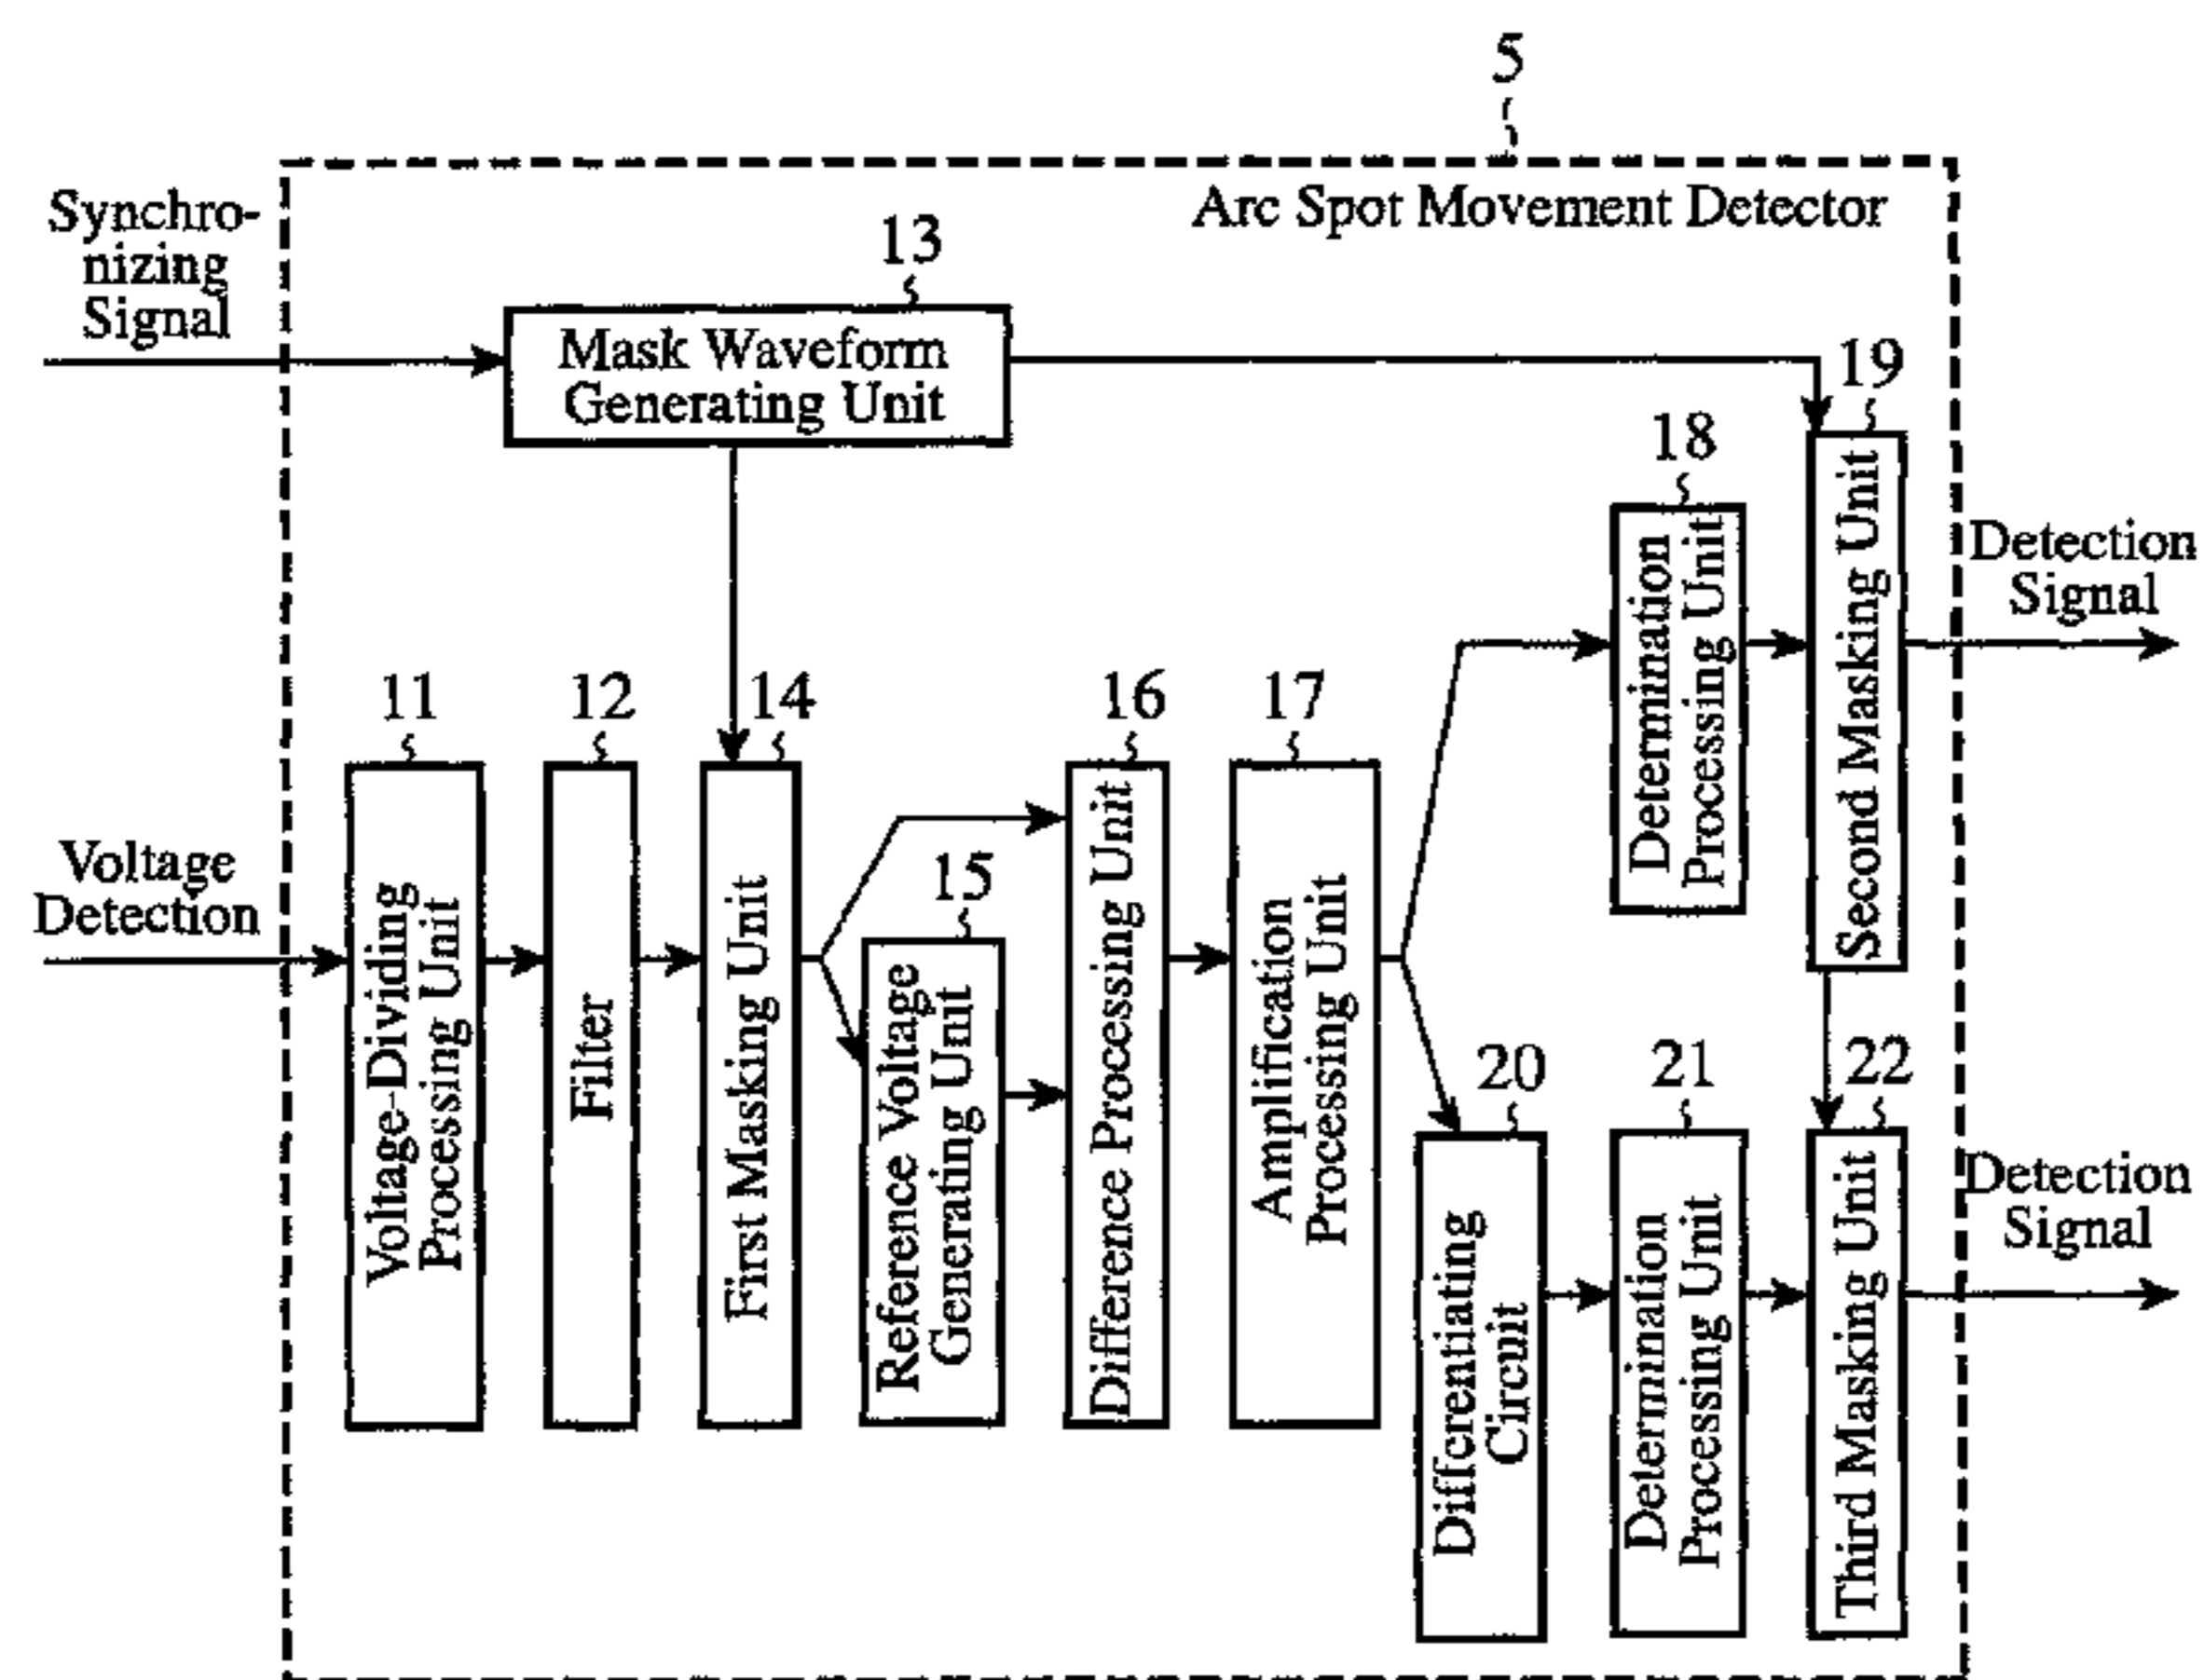 5
Arc Spot Movement Detector
Synchro-
nizing
Signal
13
Mask Waveform
Generating Unit
19
Second Masking Unit
18
Determination
Processing Unit
Detection
Signal
11
Voltage-Dividing
Processing Unit
12
Filter
14
First Masking Unit
15
Reference Voltage
Generating Unit
16
Difference Processing Unit
17
Amplification
Processing Unit
Voltage
Detection
20
Differentiating
Circuit
21
Determination
Processing Unit
22
Third Masking Unit
Detection
Signal